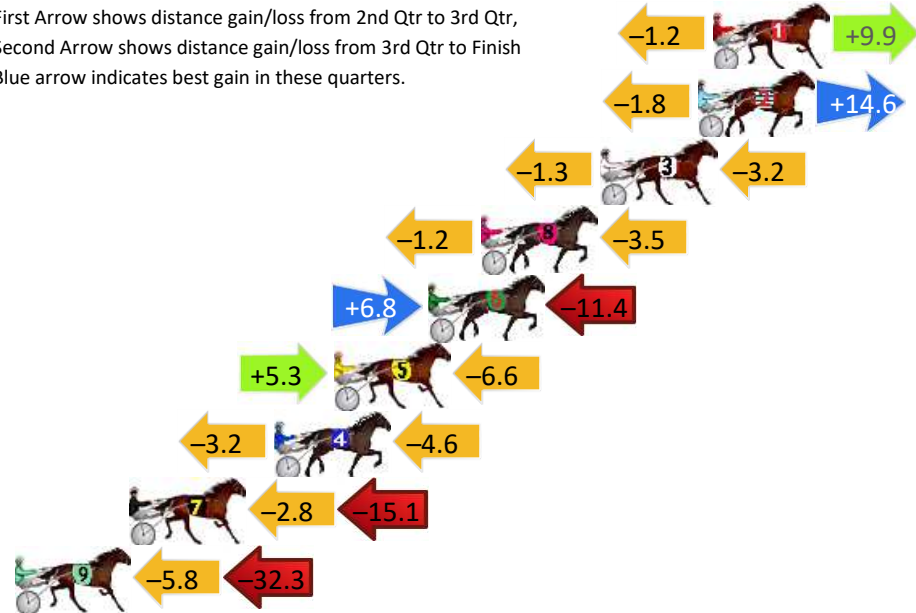 First Arrow shows distance gain/loss from 2nd Qtr to 3rd Qtr,
Second Arrow shows distance gain/loss from 3rd Qtr to Finish
Blue arrow indicates best gain in these quarters.
–1.2 1 +9.9
–1.8 +14.6
–1.3 3 –3.2
–1.2 8 –3.5
+6.8 6 –11.4
+5.3 5 –6.6
–3.2 4 –4.6
7 –2.8 –15.1
9 –5.8 –32.3